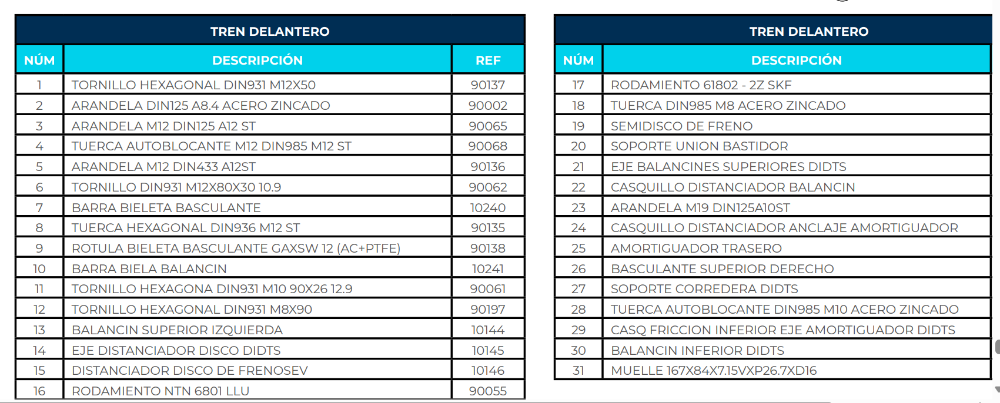 TREN DELANTERO
NÚM DESCRIPCIÓN REF
1 TORNILLO HEXAGONAL DIN931 M12X50 90137
2 ARANDELA DIN125 A8.4 ACERO ZINCADO 90002
3 ARANDELA M12 DIN125 A12 ST 90065
4 TUERCA AUTOBLOCANTE M12 DIN985 M12 ST 90068
5 ARANDELA M12 DIN433 A12ST 90136
6 TORNILLO DIN931 M12X80X30 10.9 90062
7 BARRA BIELETA BASCULANTE 10240
8 TUERCA HEXAGONAL DIN936 M12 ST 90135
9 ROTULA BIELETA BASCULANTE GAXSW 12 (AC+PTFE) 90138
10 BARRA BIELA BALANCIN 10241
11 TORNILLO HEXAGONA DIN931 M10 90X26 12.9 90061
12 TORNILLO HEXAGONAL DIN931 M8X90 90197
13 BALANCIN SUPERIOR IZQUIERDA 10144
14 EJE DISTANCIADOR DISCO DIDTS 10145
15 DISTANCIADOR DISCO DE FRENOSEV 10146
16 RODAMIENTO NTN 6801 LLU 90055
TREN DELANTERO
NÚM DESCRIPCIÓN
17 RODAMIENTO 61802 - 2Z SKF
18 TUERCA DIN985 M8 ACERO ZINCADO
19 SEMIDISCO DE FRENO
20 SOPORTE UNION BASTIDOR
21 EJE BALANCINES SUPERIORES DIDTS
22 CASQUILLO DISTANCIADOR BALANCIN
23 ARANDELA M19 DIN125A10ST
24 CASQUILLO DISTANCIADOR ANCLAJE AMORTIGUADOR
25 AMORTIGUADOR TRASERO
26 BASCULANTE SUPERIOR DERECHO
27 SOPORTE CORREDERA DIDTS
28 TUERCA AUTOBLOCANTE DIN985 M10 ACERO ZINCADO
29 CASQ FRICCION INFERIOR EJE AMORTIGUADOR DIDTS
30 BALANCIN INFERIOR DIDTS
31 MUELLE 167X84X7.15VXP26.7XD16